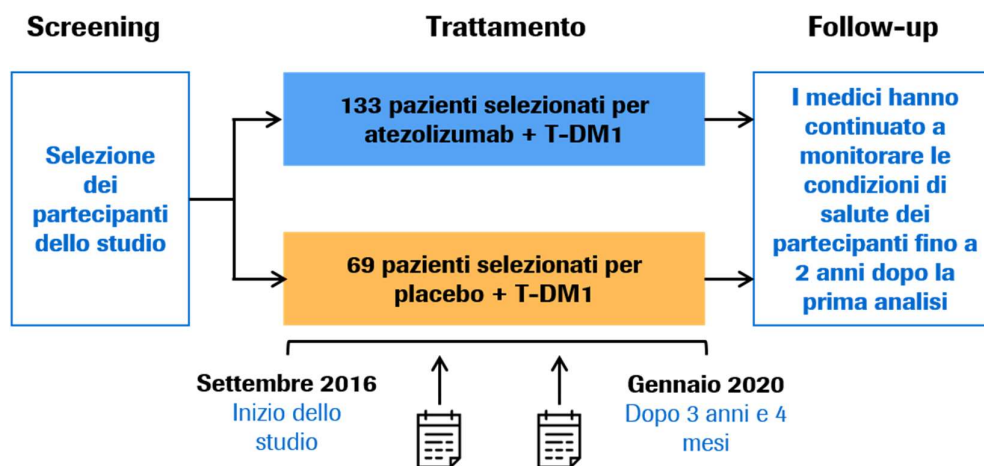 Screening
Trattamento
Follow-up
Selezione
dei
partecipanti
dello studio
133 pazienti selezionati per
atezolizumab + T-DM1
69 pazienti selezionati per
placebo + T-DM1
I medici hanno
continuato a
monitorare le
condizioni di
salute dei
partecipanti fino a
2 anni dopo la
prima analisi
Settembre 2016
Inizio dello
studio
Gennaio 2020
Dopo 3 anni e 4
mesi